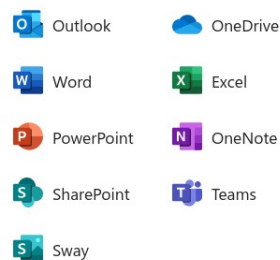 Outlook OneDrive
Word Excel
PowerPoint OneNote
SharePoint Teams
Sway